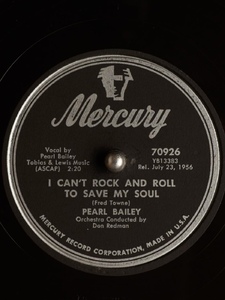 Mercury
Vocal by
Pearl Bailey
Tobias & Lewis Music
(ASCAP) 2:20
70926
YB13383
Rel. July 23, 1956
I CAN'T ROCK AND ROLL
TO SAVE MY SOUL
(Fred Towne)
PEARL BAILEY
Orchestra Conducted by
Don Redman
MERCURY RECORD CORPORATION, MADE IN U.S.A.